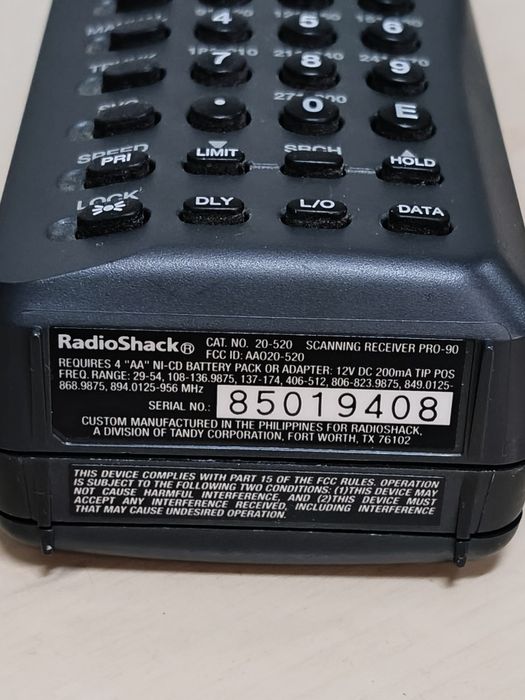 4 5 6
7 8 9
. 0 E
SPEED SRCH
PRI LIMIT HOLD
LOCK
DLY L/O DATA
RadioShack® CAT. NO. 20-520 SCANNING RECEIVER PRO-90
FCC ID: AAO20-520
REQUIRES 4 "AA" NI-CD BATTERY PACK OR ADAPTER: 12V DC 200mA TIP POS
FREQ. RANGE: 29-54, 108-136.9875, 137-174, 406-512, 806-823.9875, 849.0125-
868.9875, 894.0125-956 MHz
SERIAL NO.: 85019408
CUSTOM MANUFACTURED IN THE PHILIPPINES FOR RADIOSHACK,
A DIVISION OF TANDY CORPORATION, FORT WORTH, TX 76102
THIS DEVICE COMPLIES WITH PART 15 OF THE FCC RULES. OPERATION
IS SUBJECT TO THE FOLLOWING TWO CONDITIONS: (1)THIS DEVICE MAY
NOT CAUSE HARMFUL INTERFERENCE, AND (2)THIS DEVICE MUST
ACCEPT ANY INTERFERENCE RECEIVED, INCLUDING INTERFERENCE
THAT MAY CAUSE UNDESIRED OPERATION.